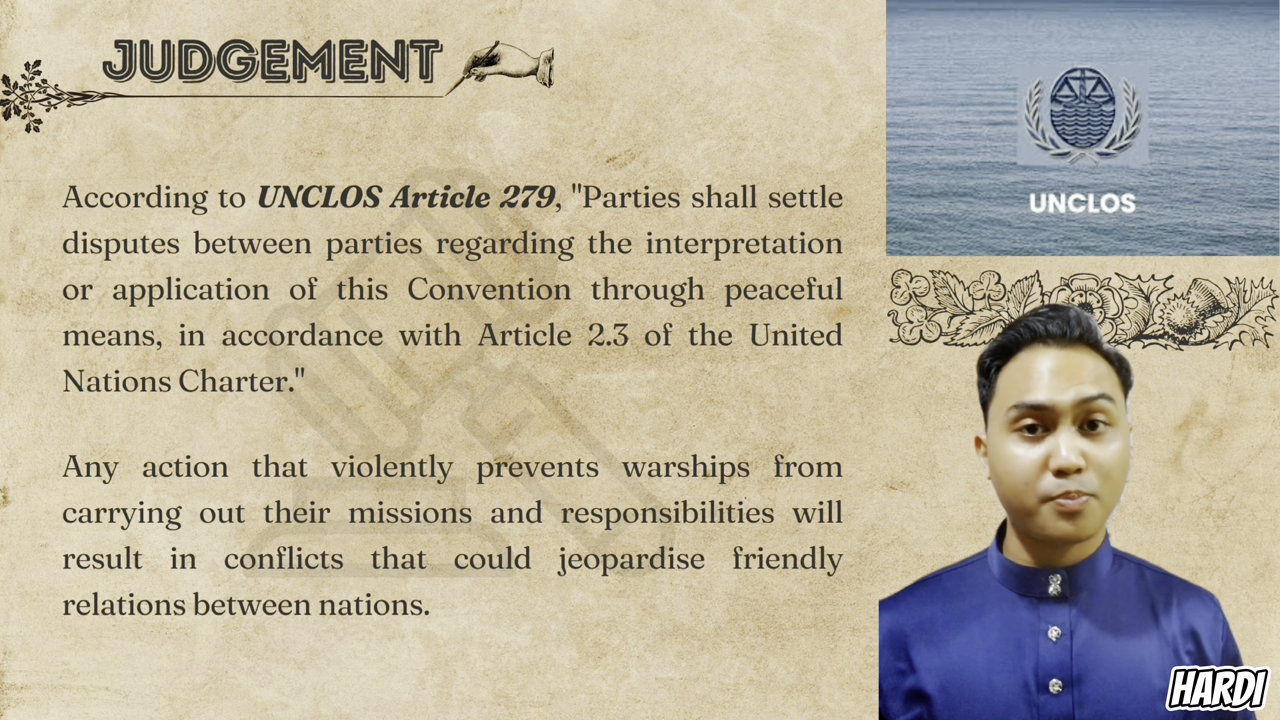 JUDGEMENT
According to UNCLOS Article 279, "Parties shall settle
disputes between parties regarding the interpretation
or application of this Convention through peaceful
means, in accordance with Article 2.3 of the United
Nations Charter."
Any action that violently prevents warships from
carrying out their missions and responsibilities will
result in conflicts that could jeopardise friendly
relations between nations.
UNCLOS
HARDI